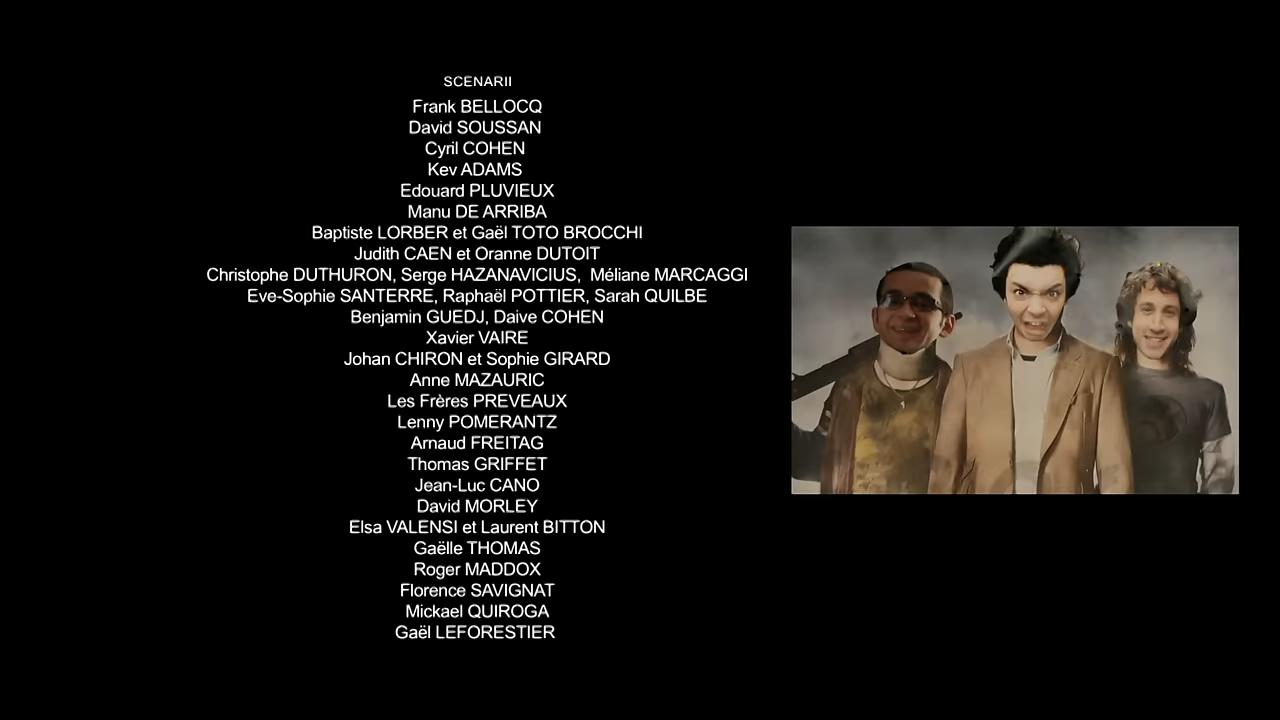 SCENARII
Frank BELLOCQ
David SOUSSAN
Cyril COHEN
Kev ADAMS
Edouard PLUVIEUX
Manu DE ARRIBA
Baptiste LORBER et Gaël TOTO BROCCHI
Judith CAEN et Oranne DUTOIT
Christophe DUTHURON, Serge HAZANAVICIUS, Méliane MARCAGGI
Eve-Sophie SANTERRE, Raphaël POTTIER, Sarah QUILBE
Benjamin GUEDJ, Daive COHEN
Xavier VAIRE
Johan CHIRON et Sophie GIRARD
Anne MAZAURIC
Les Frères PREVEAUX
Lenny POMERANTZ
Arnaud FREITAG
Thomas GRIFFET
Jean-Luc CANO
David MORLEY
Elsa VALENSI et Laurent BITTON
Gaëlle THOMAS
Roger MADDOX
Florence SAVIGNAT
Mickael QUIROGA
Gaël LEFORESTIER